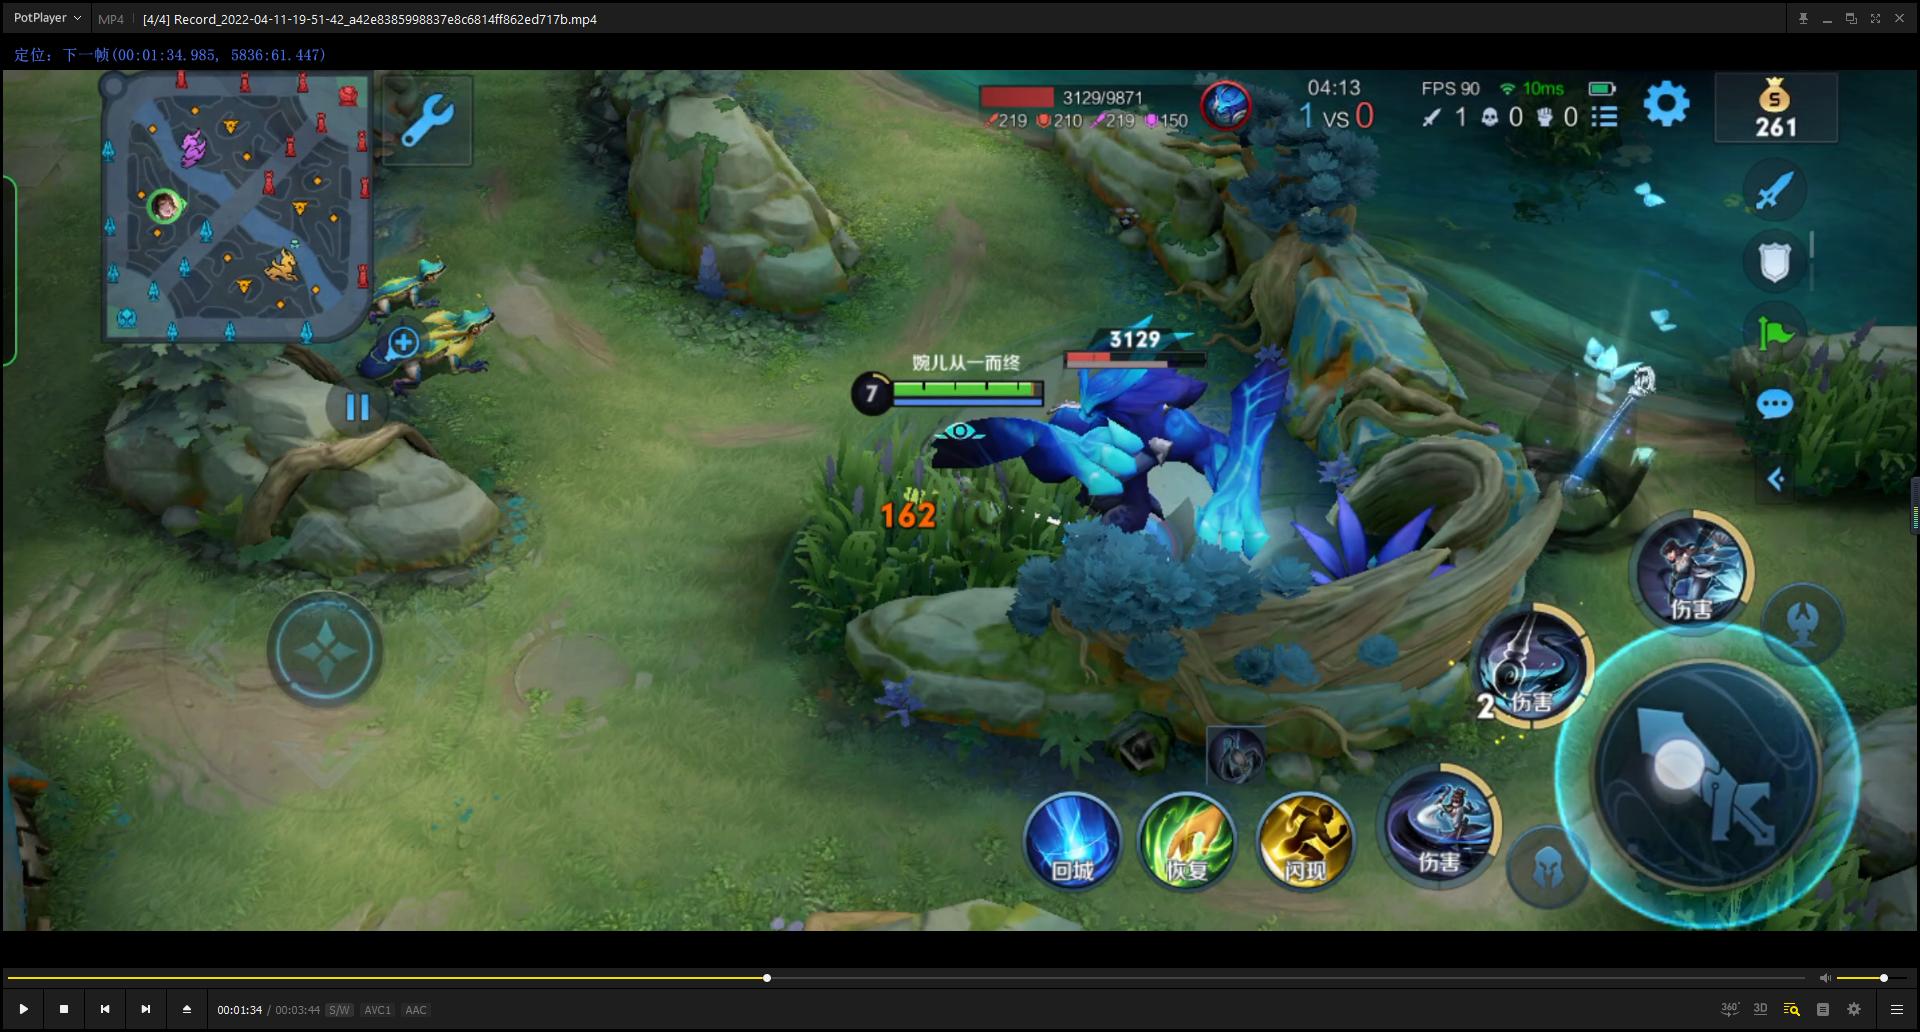 PotPlayer
MP4
[4/4] Record_2022-04-11-19-51-42_a42e8385998837e8c6814ff862ed717b.mp4
定位: 下一帧(00:01:34.985, 5836:61.447)
3129/9871
219 210 219 150
04:13
1 VS 0
FPS 90 10ms
1 0 0
261
3129
婉儿从一而终
7
162
伤害
2 伤害
伤害
回城 恢复 闪现
00:01:34 / 00:03:44 S/W AVC1 AAC
360° 3D